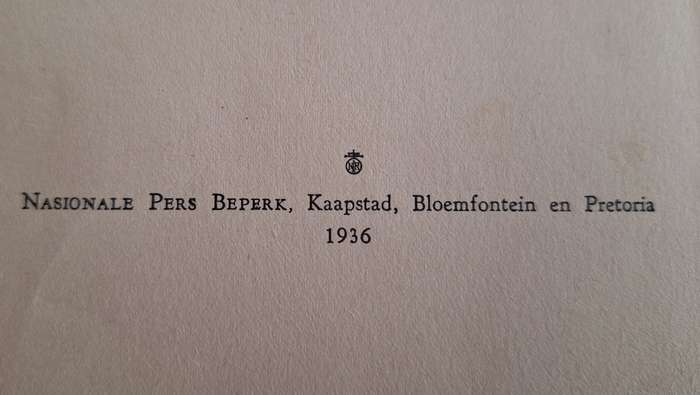 NASIONALE PERS BEPERK, Kaapstad, Bloemfontein en Pretoria
1936